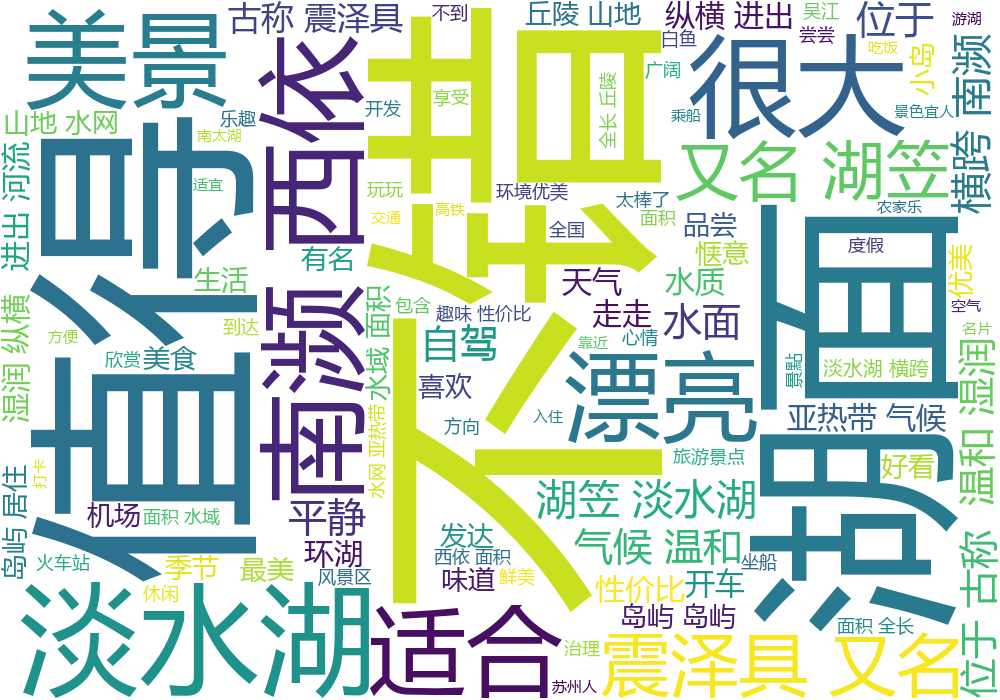 美景
古称 震泽具
不到
丘陵 山地
纵横 进出
吴江
尝尝
位于
游湖
白鱼
很大
吃饭
小岛
南濒
广阔
开发
享受
全长 丘陵
乘船
景色宜人
山地 水网
乐趣
南太湖
西依
不错
又名 湖笠
横跨
进出 河流
值得
适宜
玩玩
环境优美
太棒了
面积
农家乐
交通
高铁
全国
品尝
度假
有名
惬意
优美
生活
天气
水质
湖面
湿润 纵横
到达
方便
南濒
水域 面积
包含
趣味 性价比
走走
水面
空气
名片
欣赏
美食
自驾
靠近
心情
漂亮
景點
淡水湖 横跨
湿润
喜欢
水网 亚热带
方向
入住
亚热带 气候
打卡
岛屿 居住
旅游景点
好看
温和
机场
面积 水域
平静
湖笠 淡水湖
火车站
季节
最美
环湖
发达
西依 面积
气候 温和
坐船
古称
风景区
味道
鲜美
性价比
开车
休闲
淡水湖
适合
岛屿 岛屿
面积 全长
治理
震泽具 又名
位于
苏州人